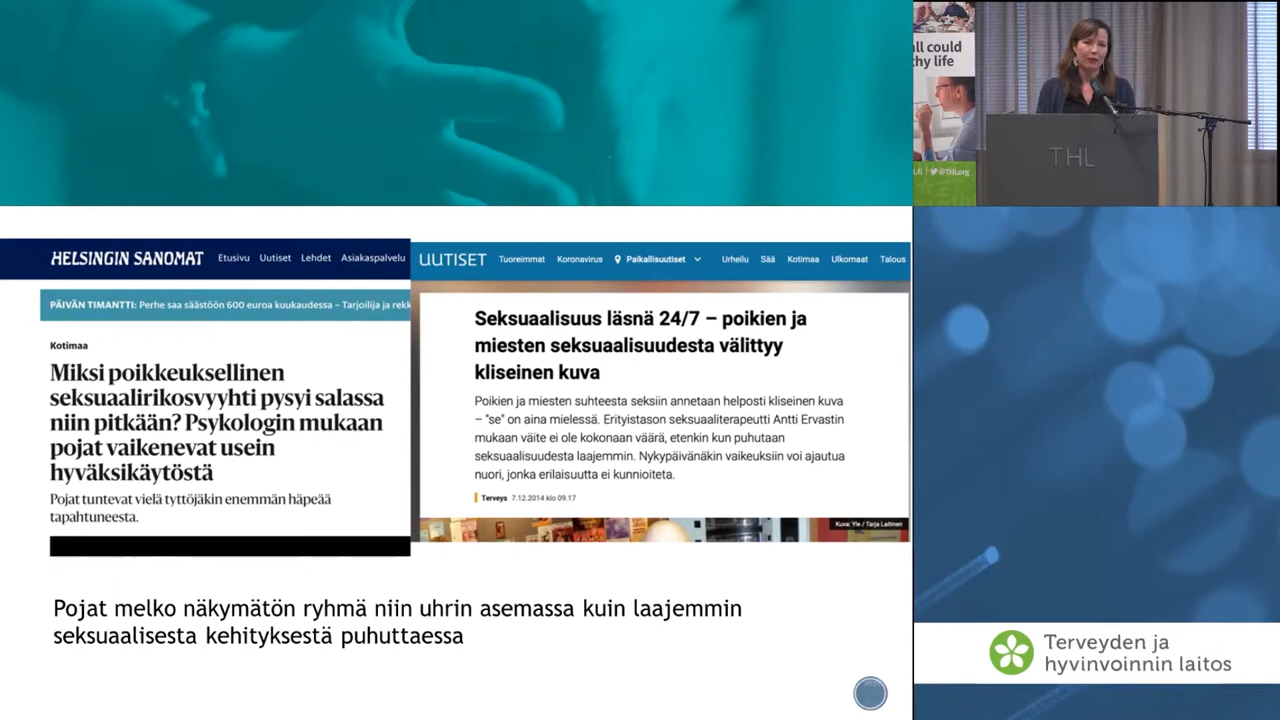 all could
thy life
THL
.fi | @THLorg
HELSINGIN SANOMAT
Etusivu Uutiset Lehdet Asiakaspalvelu
PÄIVÄN TIMANTTI: Perhe saa säästöön 600 euroa kuukaudessa – Tarjoilija ja rekk
Kotimaa
Miksi poikkeuksellinen
seksuaalirikosvyyhti pysyi salassa
niin pitkään? Psykologin mukaan
pojat vaikenevat usein
hyväksikäytöstä
Pojat tuntevat vielä tyttöjäkin enemmän häpeää
tapahtuneesta.
UUTISET Tuoreimmat Koronavirus Paikallisuutiset Urheilu Sää Kotimaa Ulkomaat Talous
Seksuaalisuus läsnä 24/7 – poikien ja
miesten seksuaalisuudesta välittyy
kliseinen kuva
Poikien ja miesten suhteesta seksiin annetaan helposti kliseinen kuva
– "se" on aina mielessä. Erityistason seksuaaliterapeutti Antti Ervastin
mukaan väite ei ole kokonaan väärä, etenkin kun puhutaan
seksuaalisuudesta laajemmin. Nykypäivänäkin vaikeuksiin voi ajautua
nuori, jonka erilaisuutta ei kunnioiteta.
Terveys 7.12.2014 klo 09.17
Kuva: Yle / Tarja Laitinen
Pojat melko näkymätön ryhmä niin uhrin asemassa kuin laajemmin
seksuaalisesta kehityksestä puhuttaessa
Terveyden ja
hyvinvoinnin laitos